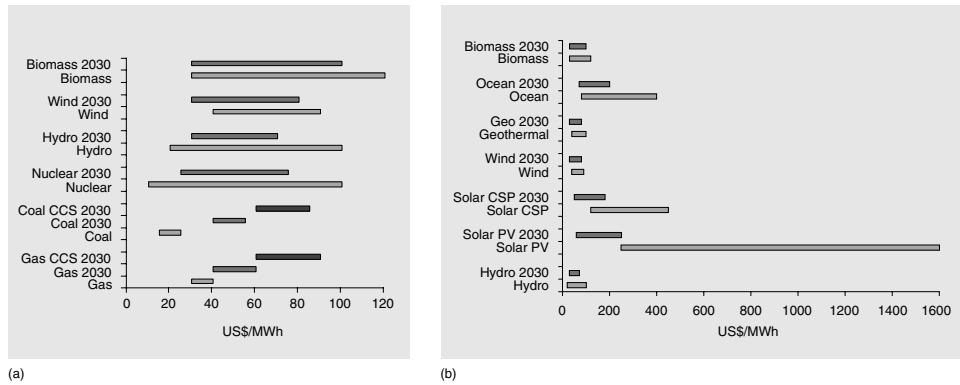 Biomass 2030
Biomass
Wind 2030
Wind
Hydro 2030
Hydro
Nuclear 2030
Nuclear
Coal CCS 2030
Coal 2030
Coal
Gas CCS 2030
Gas 2030
Gas
0 20 40 60 80 100 120
US$/MWh
(a)
Biomass 2030
Biomass
Ocean 2030
Ocean
Geo 2030
Geothermal
Wind 2030
Wind
Solar CSP 2030
Solar CSP
Solar PV 2030
Solar PV
Hydro 2030
Hydro
0 200 400 600 800 1000 1200 1400 1600
US$/MWh
(b)